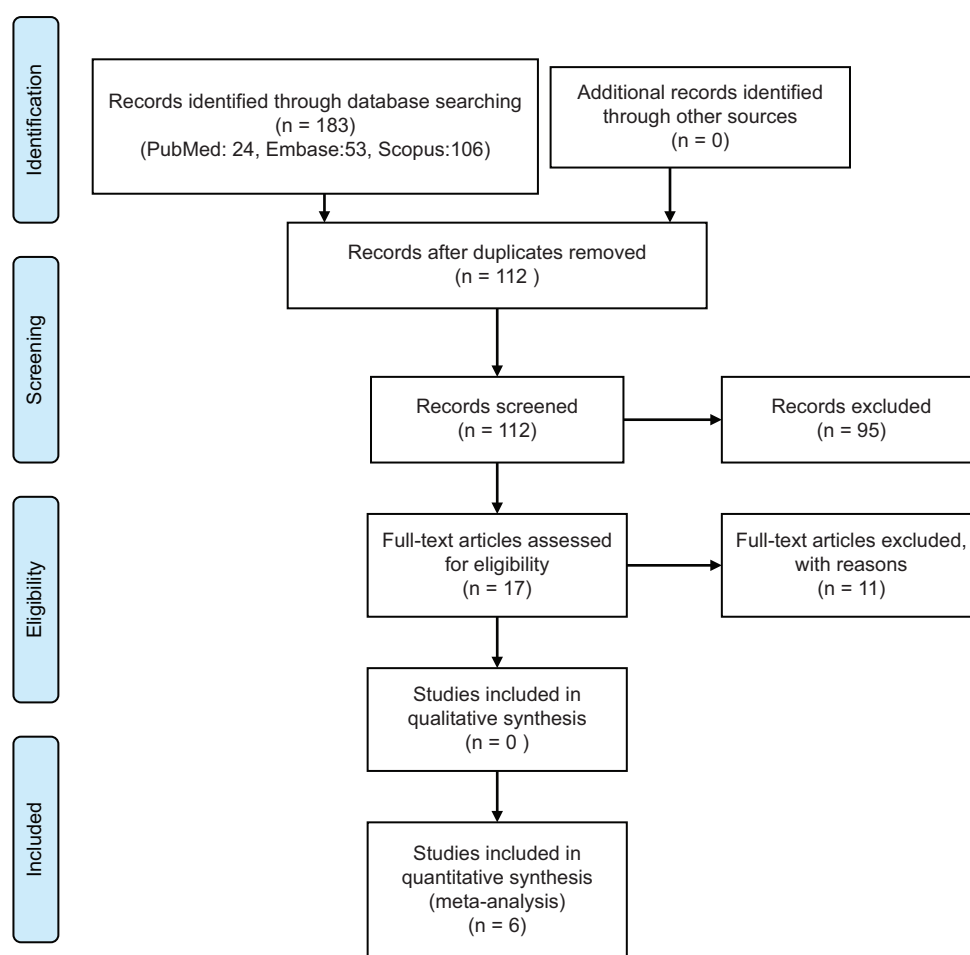 Identification
Records identified through database searching
(n = 183)
(PubMed: 24, Embase:53, Scopus:106)
Additional records identified
through other sources
(n = 0)
Records after duplicates removed
(n = 112 )
Screening
Records screened
(n = 112)
Records excluded
(n = 95)
Eligibility
Full-text articles assessed
for eligibility
(n = 17)
Full-text articles excluded,
with reasons
(n = 11)
Studies included in
qualitative synthesis
(n = 0 )
Included
Studies included in
quantitative synthesis
(meta-analysis)
(n = 6)